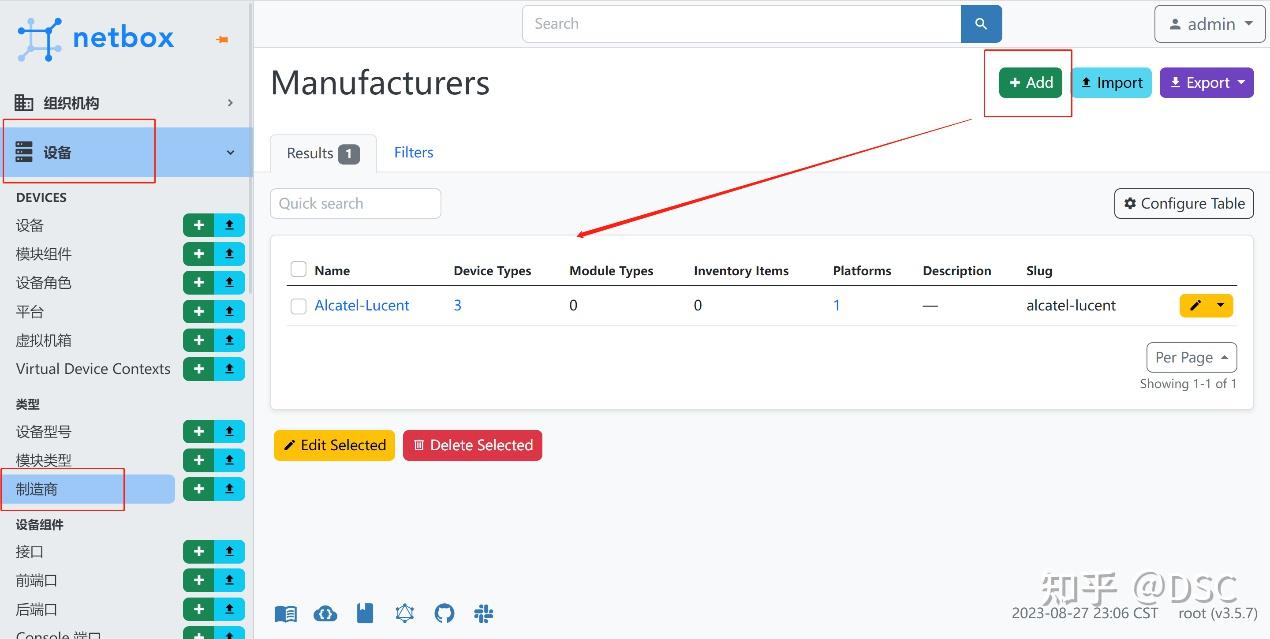 netbox
Search
admin
组织机构
设备
DEVICES
设备
模块组件
设备角色
平台
虚拟机箱
Virtual Device Contexts
类型
设备型号
模块类型
制造商
设备组件
接口
前端口
后端口
Console 端口
Manufacturers
Add
Import
Export
Results 1
Filters
Quick search
Configure Table
Name Device Types Module Types Inventory Items Platforms Description Slug
Alcatel-Lucent 3 0 0 1 — alcatel-lucent
Per Page
Showing 1-1 of 1
Edit Selected
Delete Selected
知乎 @DSC
2023-08-27 23:06 CST root (v3.5.7)